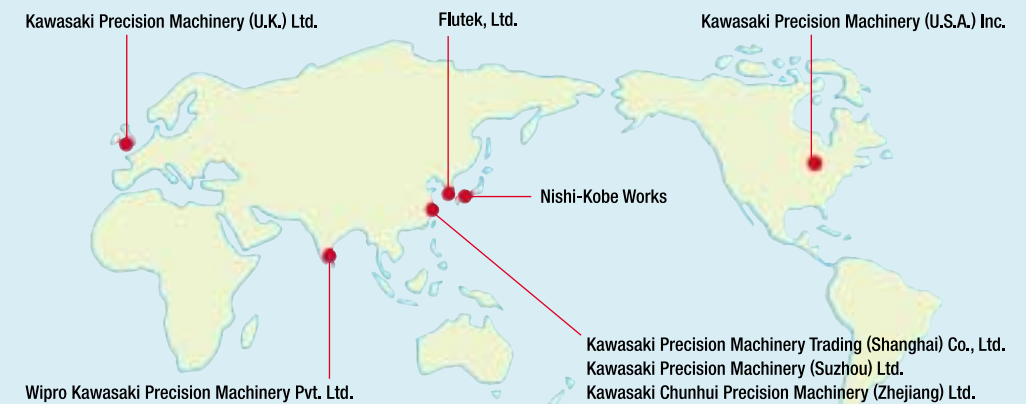 Kawasaki Precision Machinery (U.K.) Ltd.
Flutek, Ltd.
Kawasaki Precision Machinery (U.S.A.) Inc.
Nishi-Kobe Works
Kawasaki Precision Machinery Trading (Shanghai) Co., Ltd.
Kawasaki Precision Machinery (Suzhou) Ltd.
Kawasaki Chunhui Precision Machinery (Zhejiang) Ltd.
Wipro Kawasaki Precision Machinery Pvt. Ltd.